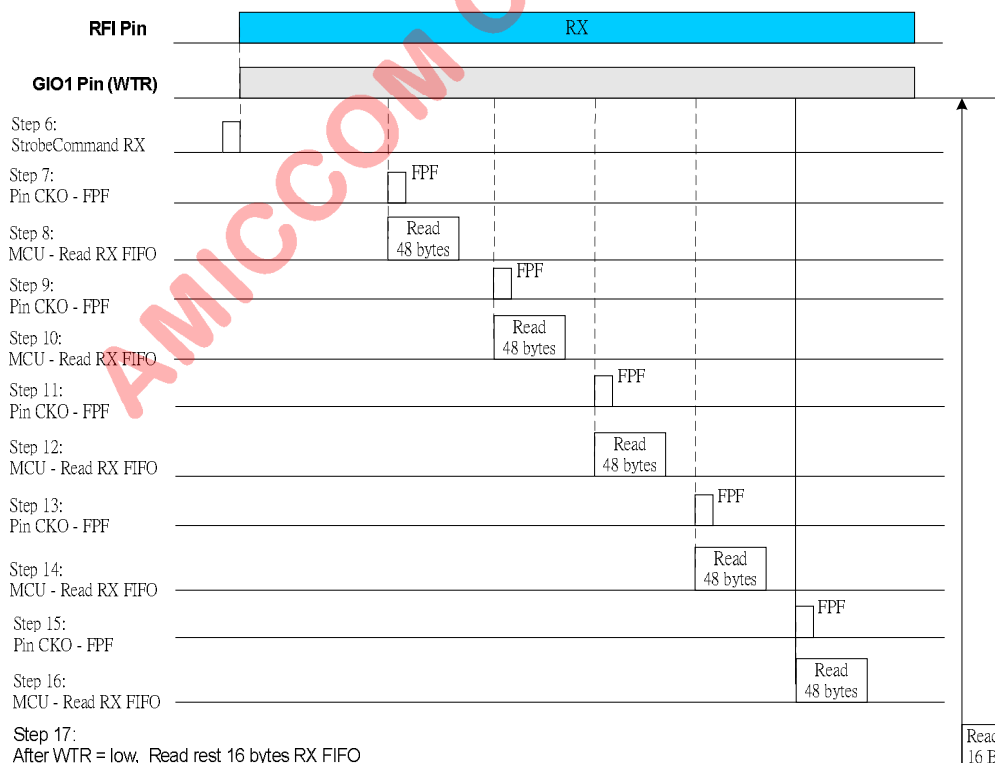 RFI Pin
RX
GIO1 Pin (WTR)
Step 6:
StrobeCommand RX
Step 7:
Pin CKO - FPF
FPF
Step 8:
MCU - Read RX FIFO
Read
48 bytes
Step 9:
Pin CKO - FPF
FPF
Step 10:
MCU - Read RX FIFO
Read
48 bytes
Step 11:
Pin CKO - FPF
FPF
Step 12:
MCU - Read RX FIFO
Read
48 bytes
Step 13:
Pin CKO - FPF
FPF
Step 14:
MCU - Read RX FIFO
Read
48 bytes
Step 15:
Pin CKO - FPF
FPF
Step 16:
MCU - Read RX FIFO
Read
48 bytes
Step 17:
After WTR = low, Read rest 16 bytes RX FIFO
Read
16 B
AMICCOM C